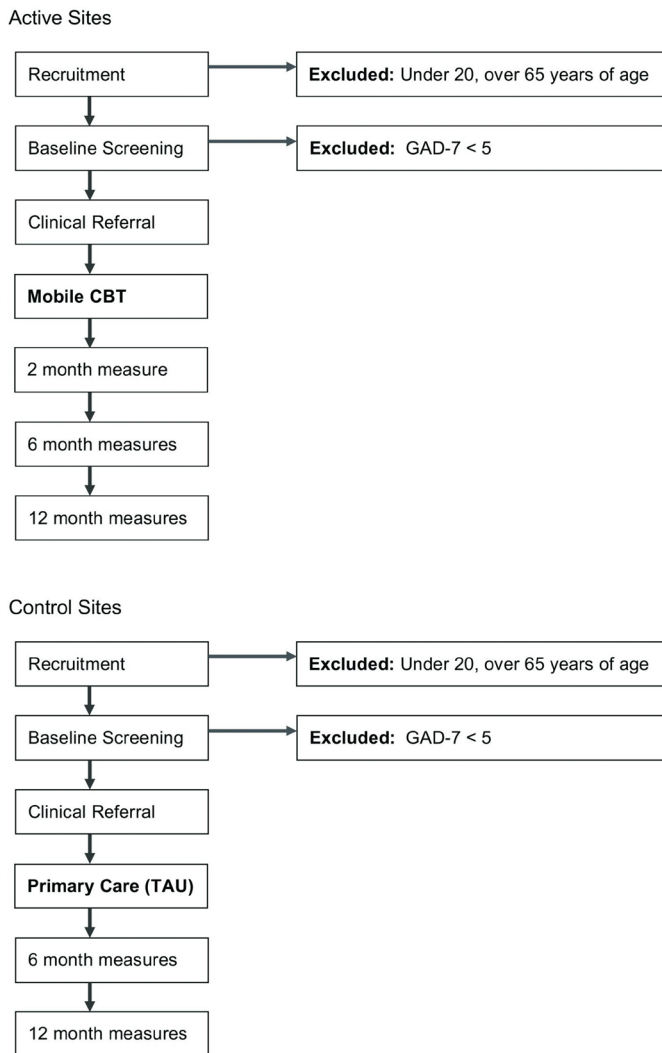 Active Sites
Recruitment
Excluded: Under 20, over 65 years of age
Baseline Screening
Excluded: GAD-7 < 5
Clinical Referral
Mobile CBT
2 month measure
6 month measures
12 month measures
Control Sites
Recruitment
Excluded: Under 20, over 65 years of age
Baseline Screening
Excluded: GAD-7 < 5
Clinical Referral
Primary Care (TAU)
6 month measures
12 month measures